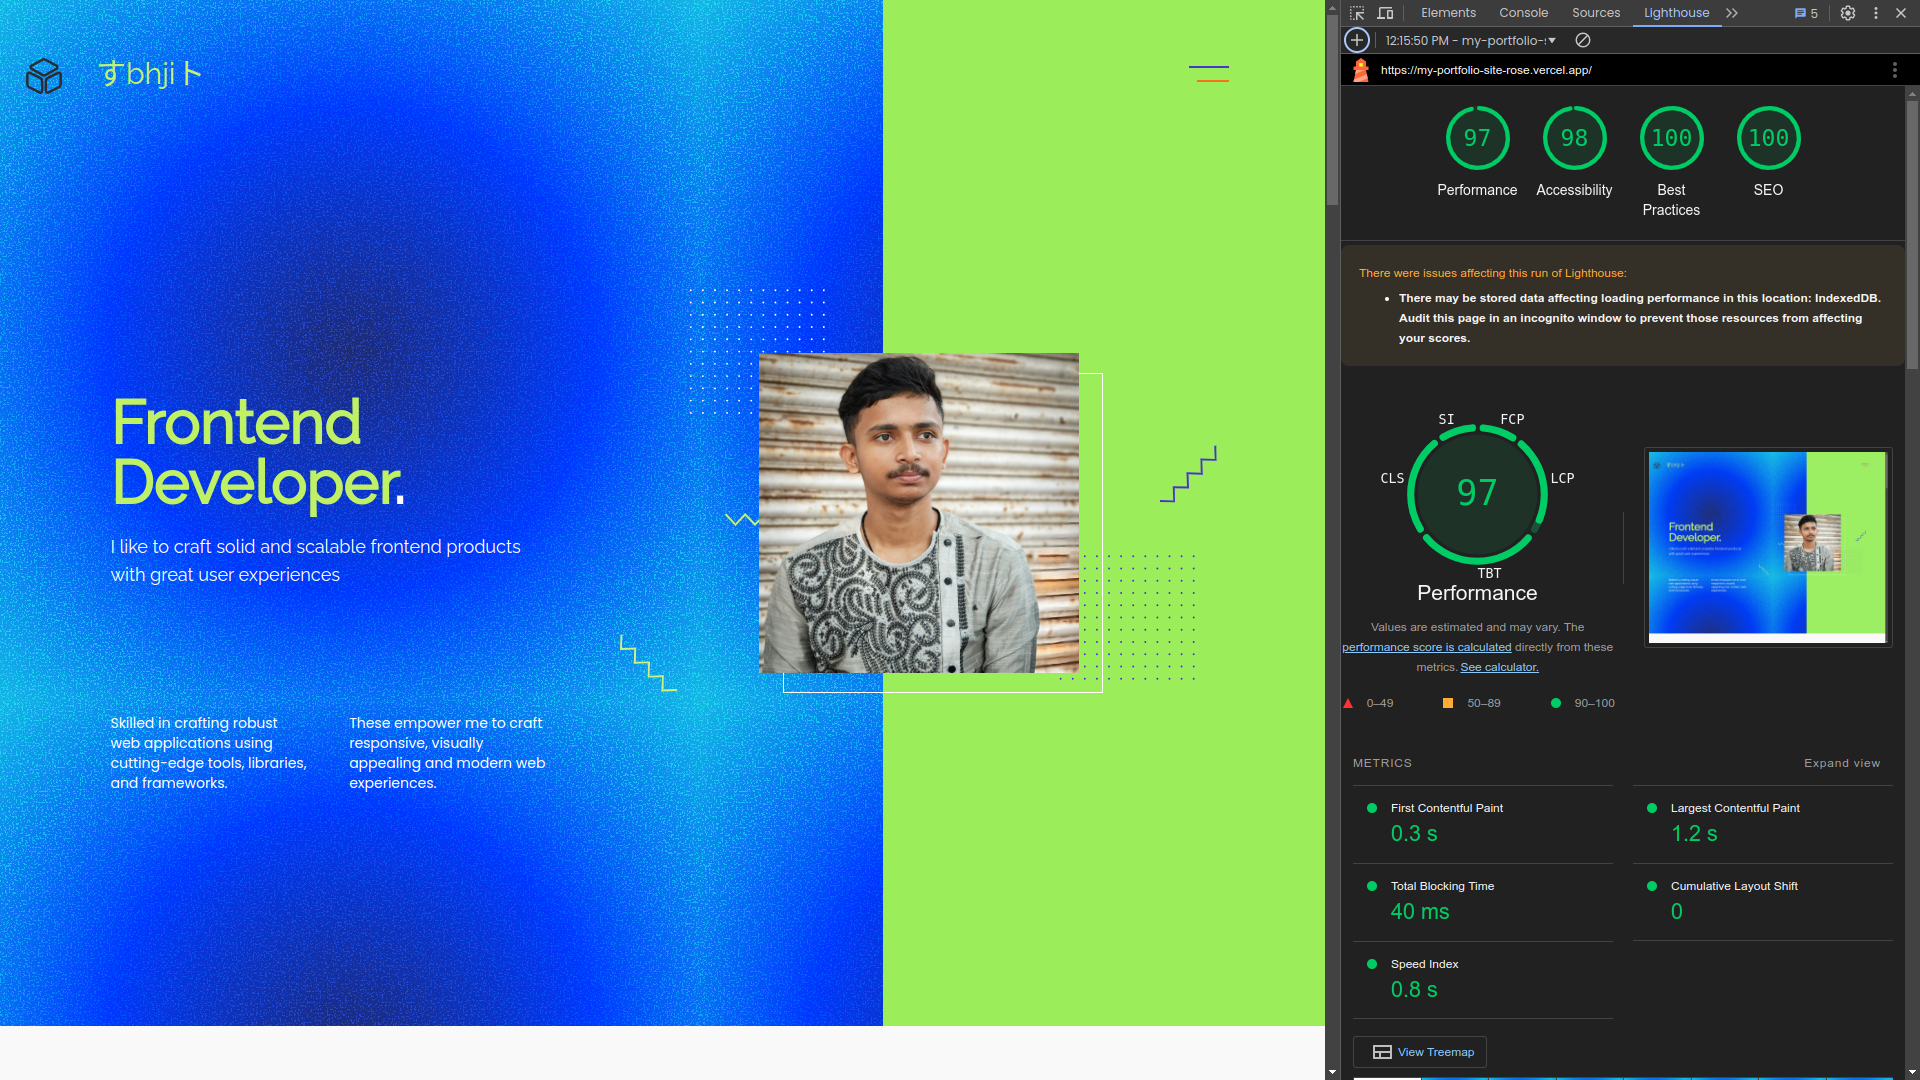 すbhjiト
Frontend
Developer.
I like to craft solid and scalable frontend products
with great user experiences
Skilled in crafting robust
web applications using
cutting-edge tools, libraries,
and frameworks.
These empower me to craft
responsive, visually
appealing and modern web
experiences.
Elements Console Sources Lighthouse 5
12:15:50 PM - my-portfolio-
https://my-portfolio-site-rose.vercel.app/
97 98 100 100
Performance Accessibility Best Practices SEO
There were issues affecting this run of Lighthouse:
There may be stored data affecting loading performance in this location: IndexedDB.
Audit this page in an incognito window to prevent those resources from affecting
your scores.
SI FCP
CLS LCP
97
TBT
Performance
Values are estimated and may vary. The
performance score is calculated directly from these
metrics. See calculator.
0–49 50–89 90–100
Frontend
Developer.
METRICS Expand view
First Contentful Paint
0.3 s
Largest Contentful Paint
1.2 s
Total Blocking Time
40 ms
Cumulative Layout Shift
0
Speed Index
0.8 s
View Treemap